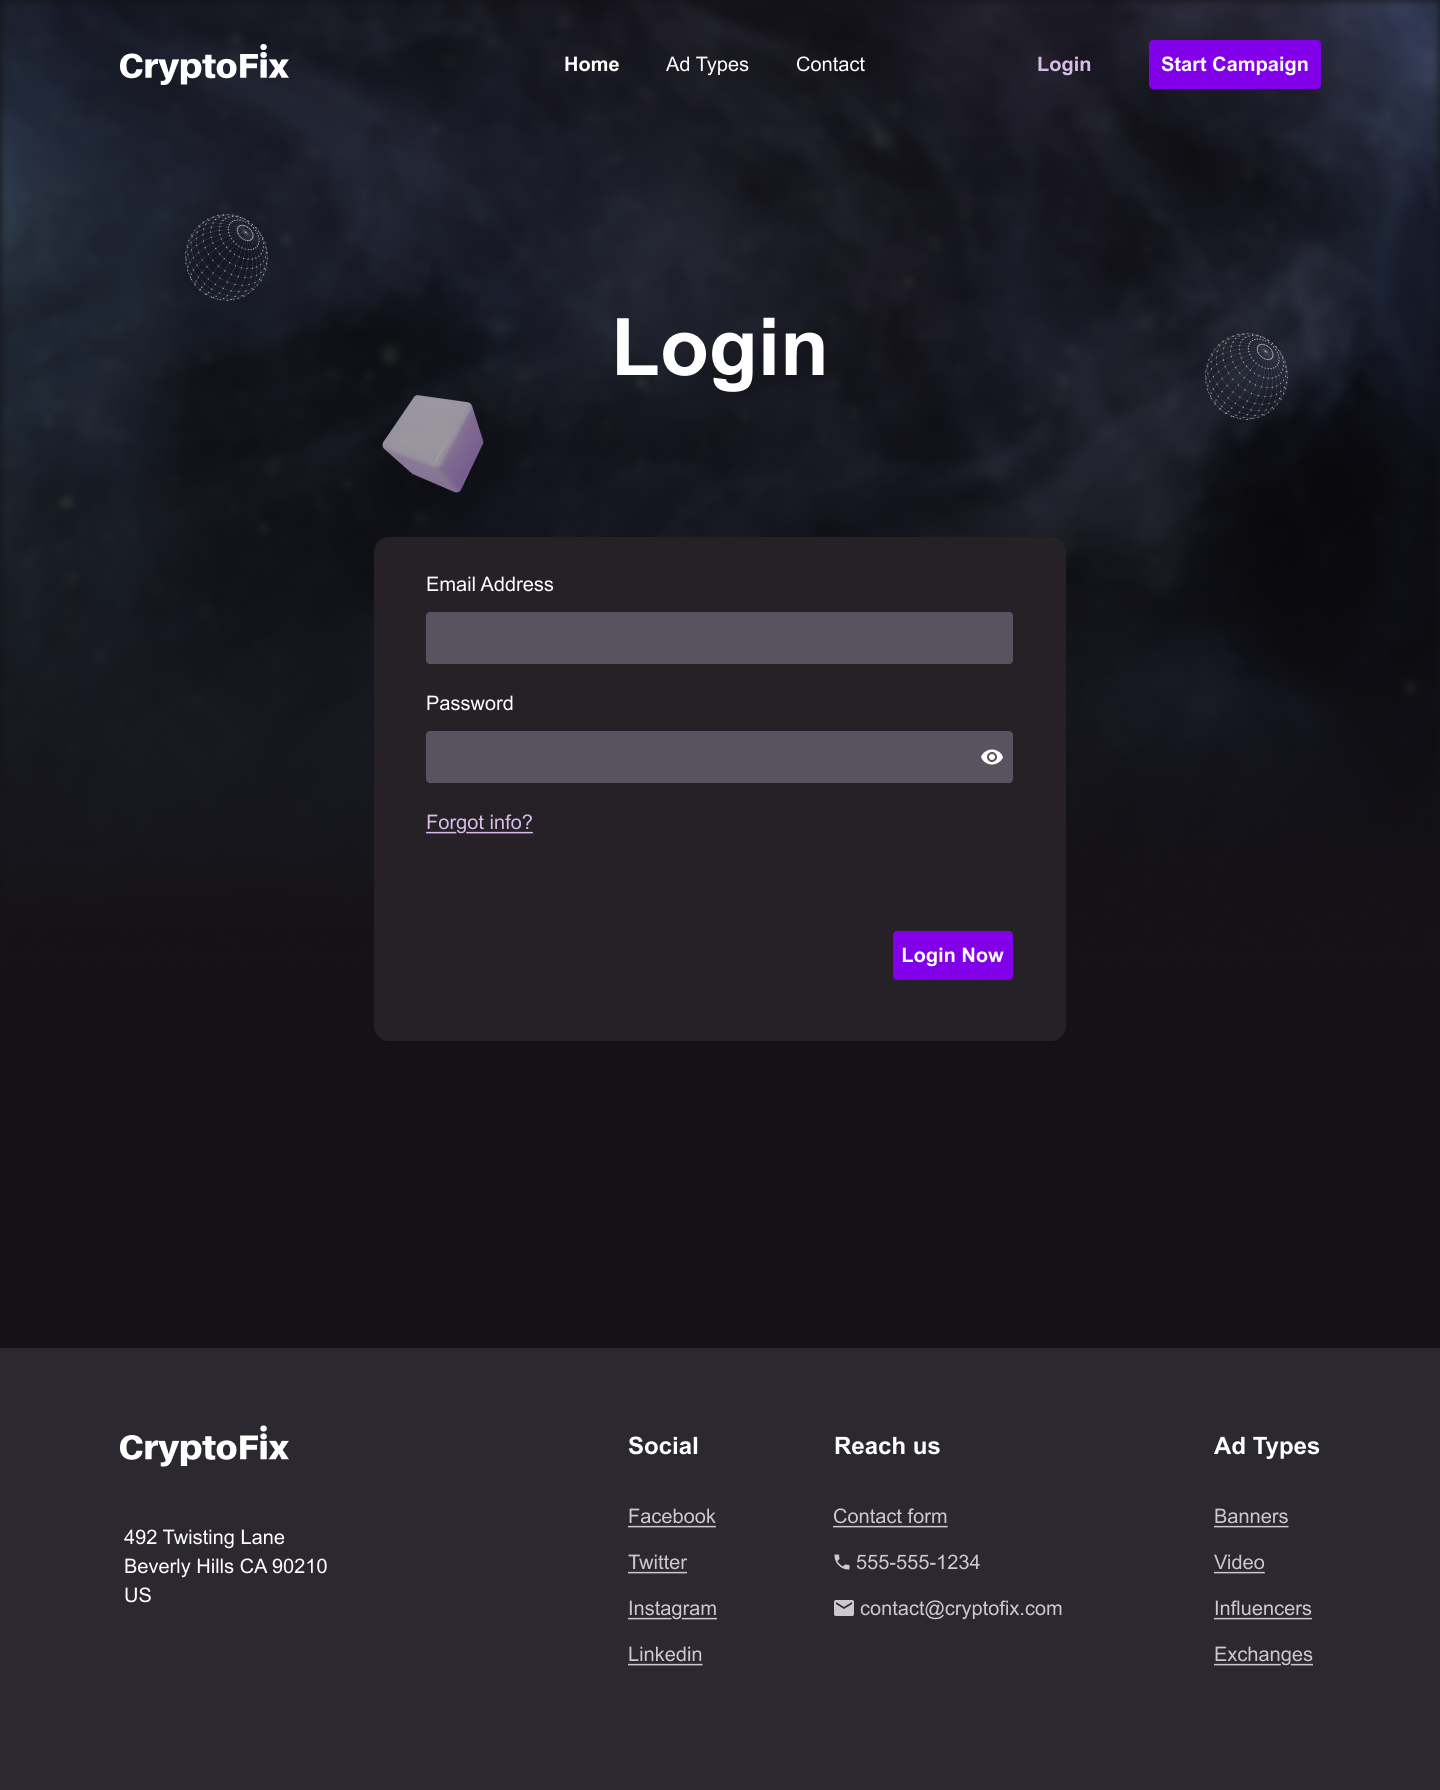 CryptoFix
Home Ad Types Contact Login Start Campaign
Login
Email Address
Password
Forgot info?
Login Now
CryptoFix
492 Twisting Lane
Beverly Hills CA 90210
US
Social
Facebook
Twitter
Instagram
Linkedin
Reach us
Contact form
555-555-1234
contact@cryptofix.com
Ad Types
Banners
Video
Influencers
Exchanges